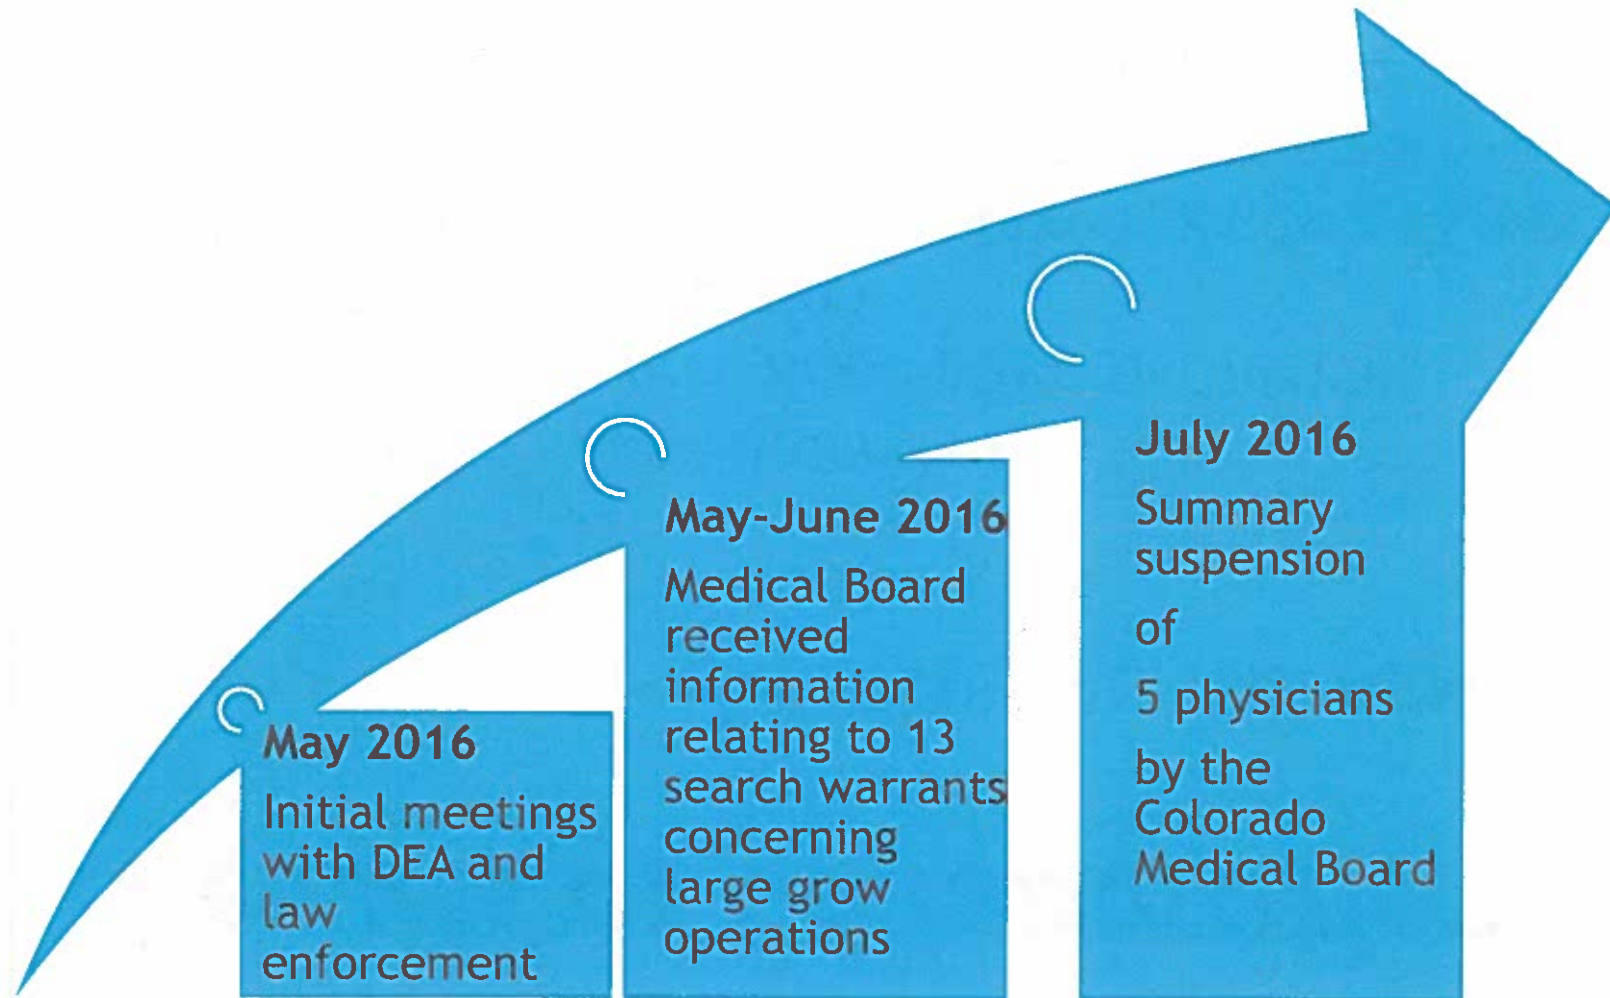 May 2016
Initial meetings
with DEA and
law
enforcement
May-June 2016
Medical Board
received
information
relating to 13
search warrants
concerning
large grow
operations
July 2016
Summary
suspension
of
5 physicians
by the
Colorado
Medical Board